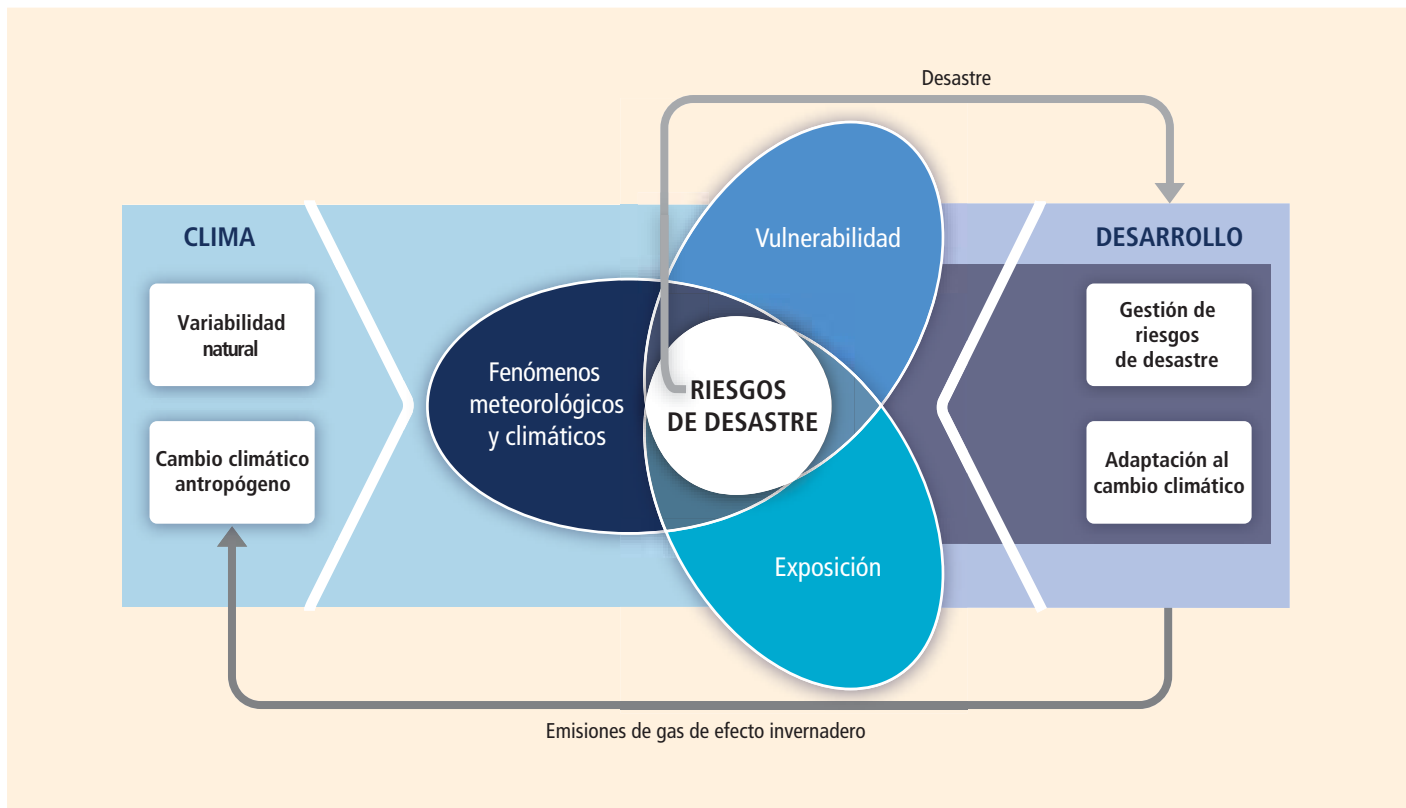 Desastre
CLIMA
Variabilidad
natural
Cambio climático
antropógeno
Fenómenos
meteorológicos
y climáticos
Vulnerabilidad
RIESGOS
DE DESASTRE
Exposición
DESARROLLO
Gestión de
riesgos
de desastre
Adaptación al
cambio climático
Emisiones de gas de efecto invernadero